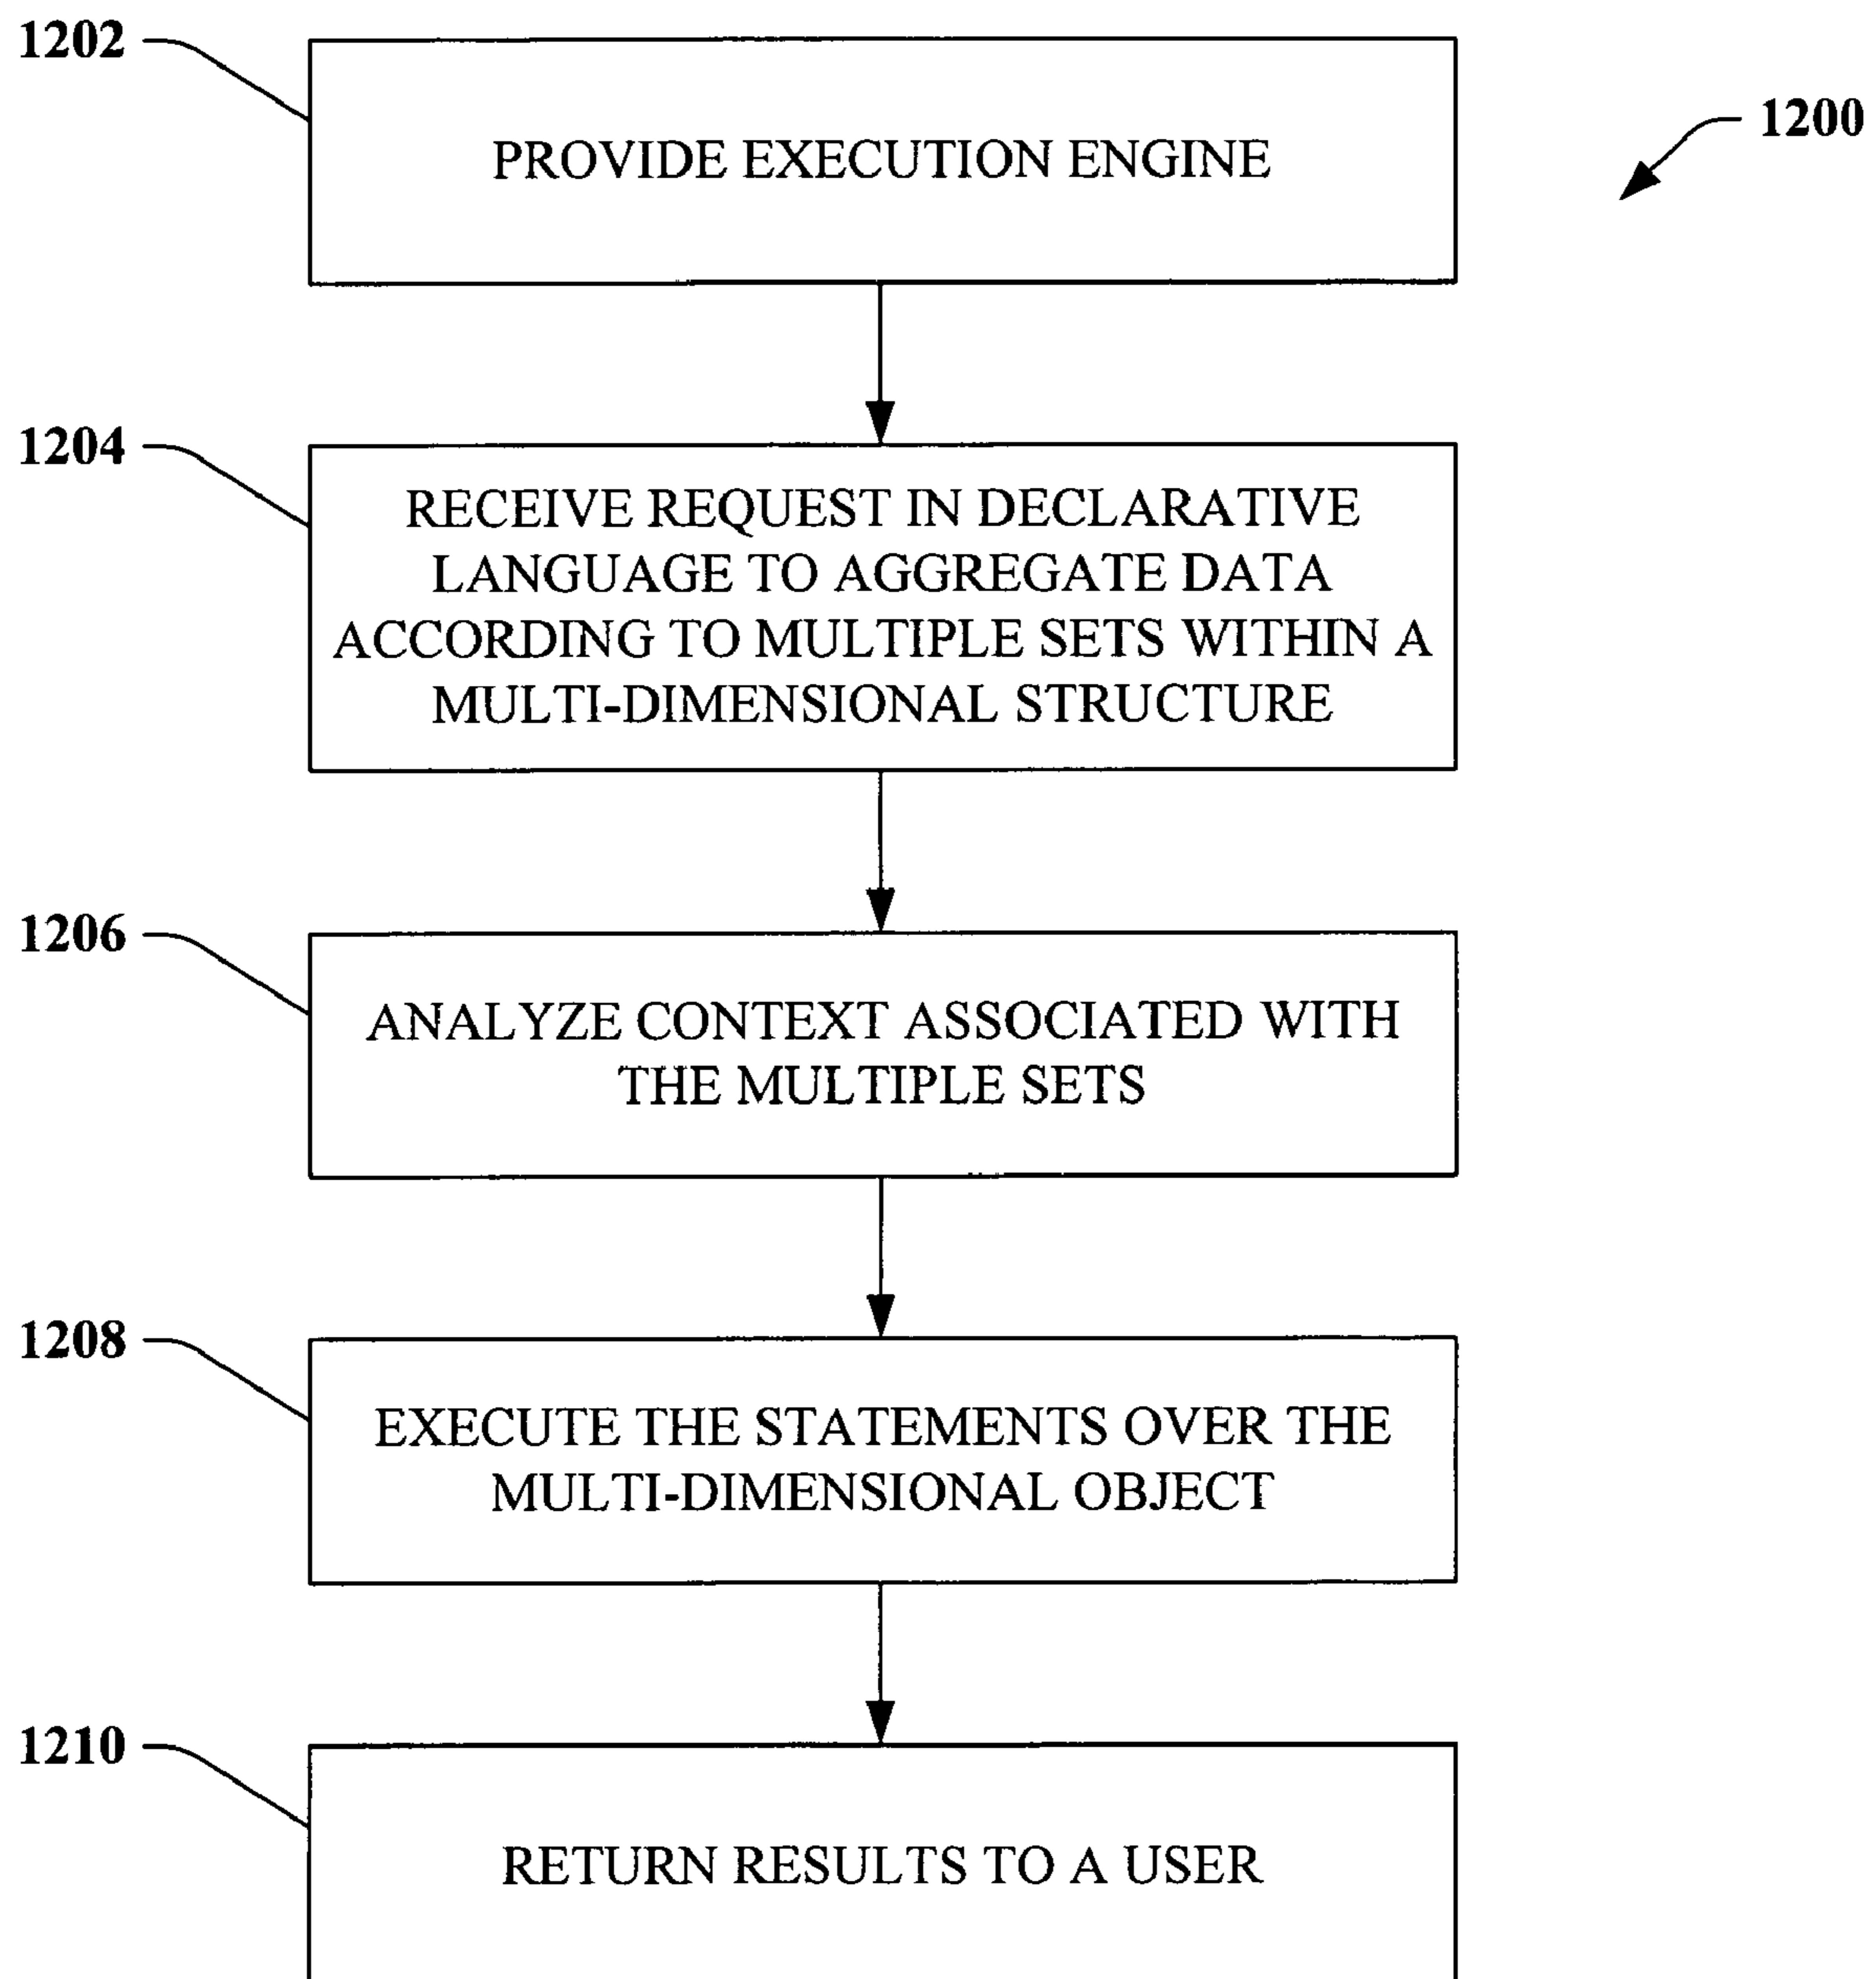 1202
PROVIDE EXECUTION ENGINE
1200
1204
RECEIVE REQUEST IN DECLARATIVE
LANGUAGE TO AGGREGATE DATA
ACCORDING TO MULTIPLE SETS WITHIN A
MULTI-DIMENSIONAL STRUCTURE
1206
ANALYZE CONTEXT ASSOCIATED WITH
THE MULTIPLE SETS
1208
EXECUTE THE STATEMENTS OVER THE
MULTI-DIMENSIONAL OBJECT
1210
RETURN RESULTS TO A USER